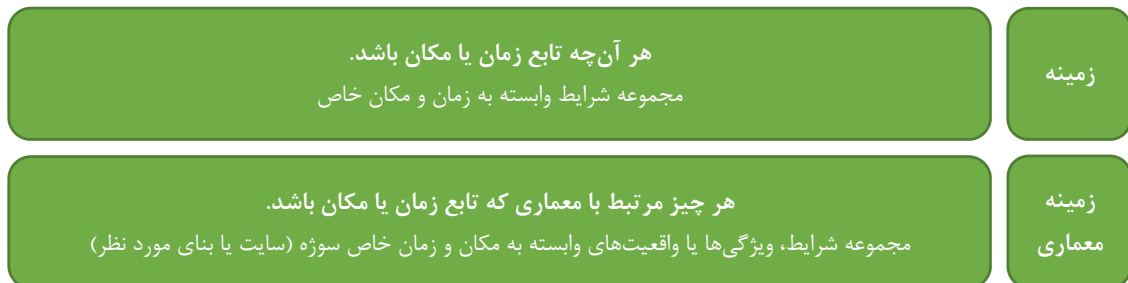 زمینه
هر آن‌چه تابع زمان یا مکان باشد.
مجموعه شرایط وابسته به زمان و مکان خاص
زمینه
معماری
هر چیز مرتبط با معماری که تابع زمان یا مکان باشد.
مجموعه شرایط، ویژگی‌ها یا واقعیت‌های وابسته به مکان و زمان خاص سوژه (سایت یا بنای مورد نظر)